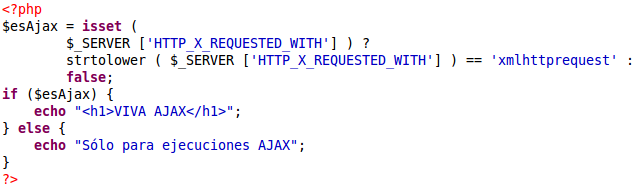 <?php
$esAjax = isset (
        $_SERVER ['HTTP_X_REQUESTED_WITH'] ) ?
        strtolower ( $_SERVER ['HTTP_X_REQUESTED_WITH'] ) == 'xmlhttprequest' :
        false;
if ($esAjax) {
    echo "<h1>VIVA AJAX</h1>";
} else {
    echo "Sólo para ejecuciones AJAX";
}
?>